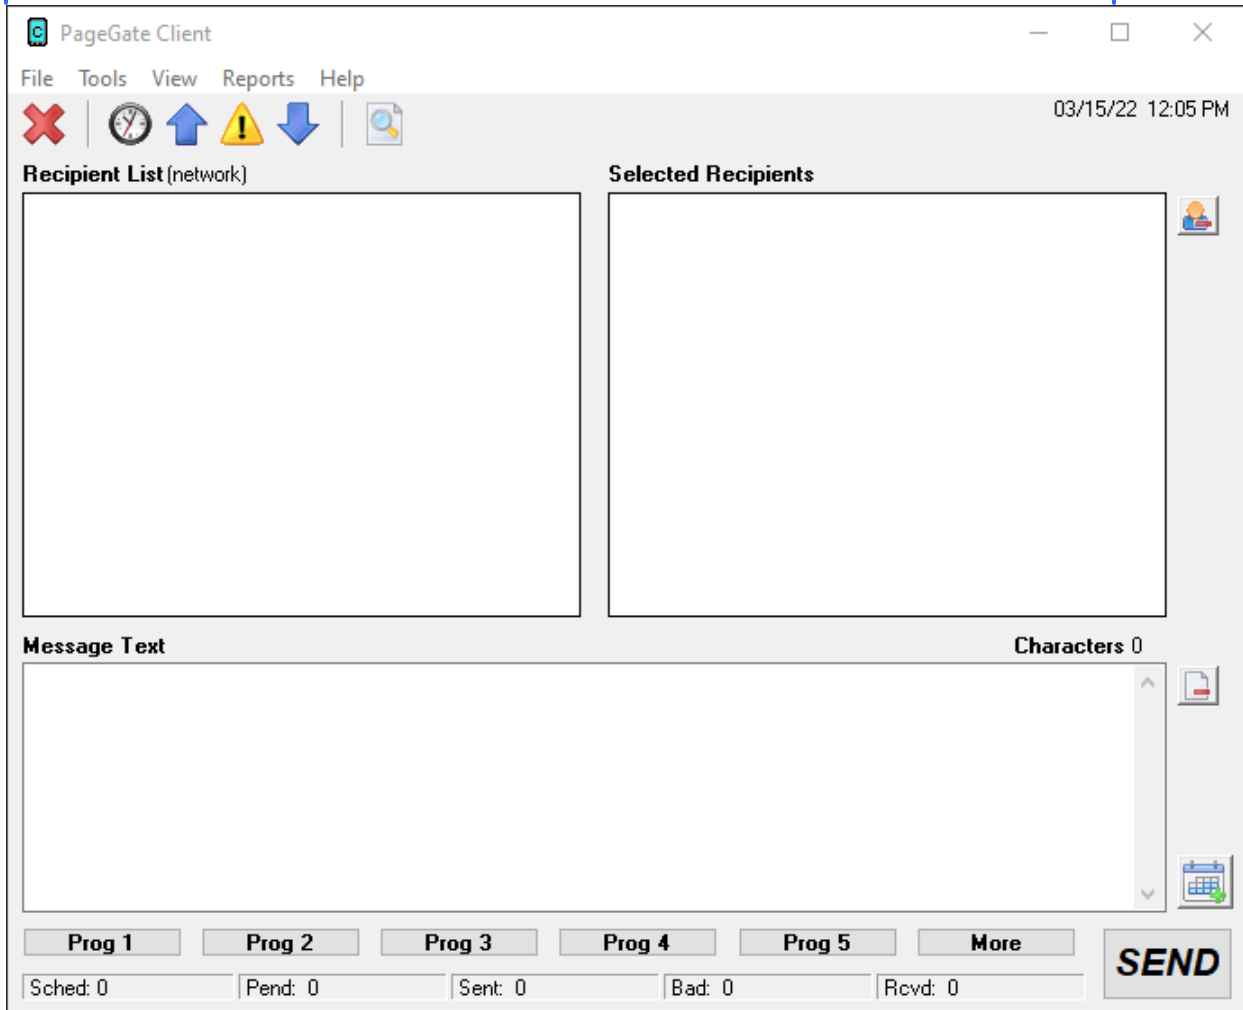 PageGate Client
File Tools View Reports Help
03/15/22 12:05 PM
Recipient List (network) Selected Recipients
Message Text Characters 0
Prog 1 Prog 2 Prog 3 Prog 4 Prog 5 More
SEND
Sched: 0 Pend: 0 Sent: 0 Bad: 0 Rcvd: 0